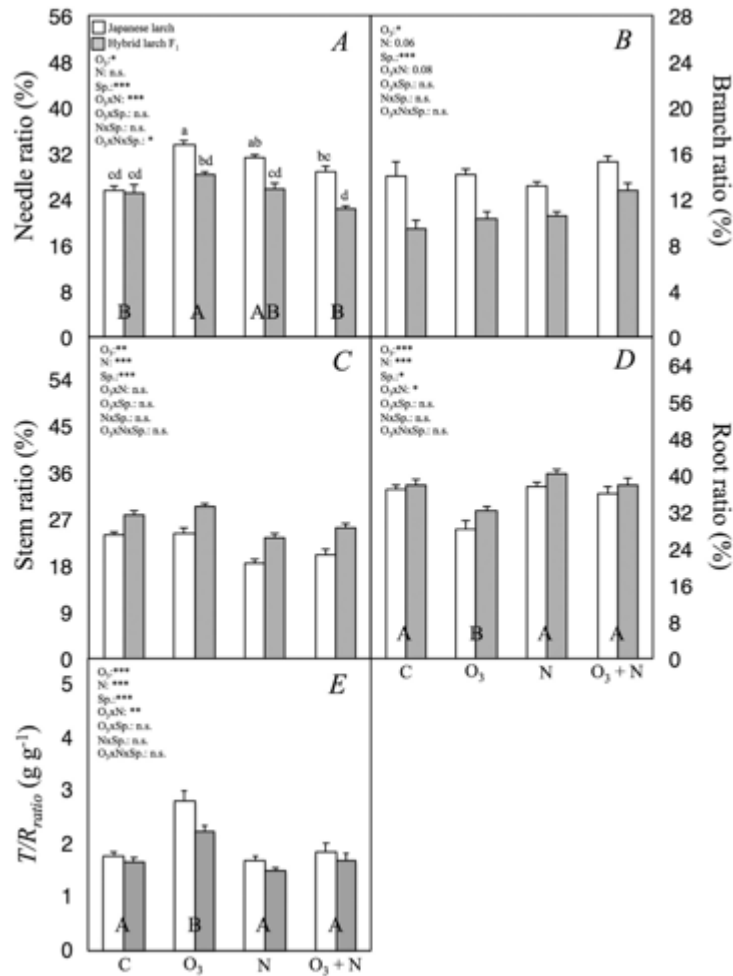 56
48
40
32
24
16
8
0
Needle ratio (%)
Japanese larch
Hybrid larch F1
O3:*
N: n.s.
Sp.:***
O3xN: ***
O3xSp.: n.s.
NxSp.: n.s.
O3xNxSp.: *
A
cd cd
a
bd
ab
cd
bc
d
B A AB B
O3:*
N: 0.06
Sp.:***
O3xN: 0.08
O3xSp.: n.s.
NxSp.: n.s.
O3xNxSp.: n.s.
B
28
24
20
16
12
8
4
0
Branch ratio (%)
54
45
36
27
18
9
0
Stem ratio (%)
O3:**
N: ***
Sp.:***
O3xN: n.s.
O3xSp.: n.s.
NxSp.: n.s.
O3xNxSp.: n.s.
C
O3:***
N: ***
Sp.:*
O3xN: *
O3xSp.: n.s.
NxSp.: n.s.
O3xNxSp.: n.s.
D
A B A A
64
56
48
40
32
24
16
8
0
Root ratio (%)
C O3 N O3 + N
5
4
3
2
1
0
T/Rratio (g g-1)
O3:***
N: ***
Sp.:***
O3xN: **
O3xSp.: n.s.
NxSp.: n.s.
O3xNxSp.: n.s.
E
A B A A
C O3 N O3 + N